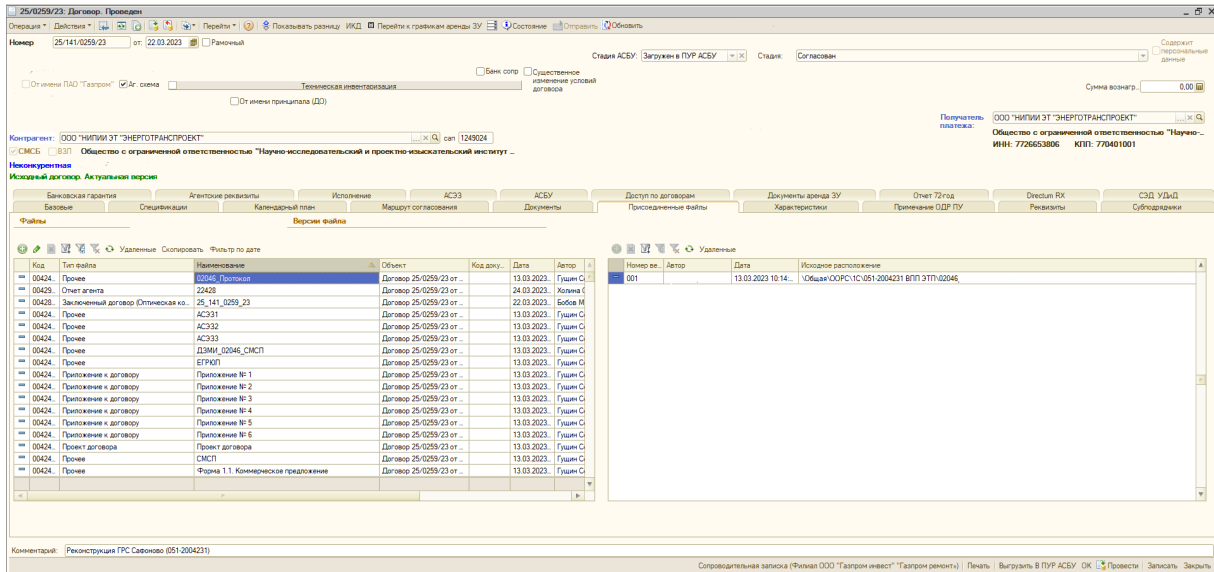 25/0259/23: Договор. Проведен
Операция Действия Перейти Показывать разницу ИКД Перейти к графикам аренды ЗУ Состояние Отправить Обновить
Номер 25/141/0259/23 от: 22.03.2023 Рамочный
Содержит персональные данные
Стадия АСБУ: Загружен в ПУР АСБУ Стадия: Согласован
Банк сопр Существенное изменение условий договора
От имени ПАО "Газпром" Аг. схема Техническая инвентаризация
Сумма вознагр.. 0,00
От имени принципала (ДО)
Получатель платежа: ООО "НИПИИ ЭТ "ЭНЕРГОТРАНСПРОЕКТ"
Общество с ограниченной ответственностью "Научно-...
ИНН: 7726653806 КПП: 770401001
Контрагент: ООО "НИПИИ ЭТ "ЭНЕРГОТРАНСПРОЕКТ" ... сап 1249024
СМСБ ВЗЛ Общество с ограниченной ответственностью "Научно-исследовательский и проектно-изыскательский институт ...
Неконкурентная
Исходный договор. Актуальная версия
Банковская гарантия Агентские реквизиты Исполнение АСЭЗ АСБУ Доступ по договорам Документы аренда ЗУ Отчет 72-год Directum RX СЭД УДиД
Базовые Спецификации Календарный план Маршрут согласования Документы Присоединенные файлы Характеристики Примечание ОДР ПУ Реквизиты Субподрядчики
Файлы Версии файла
Удаленные Скопировать Фильтр по дате Удаленные
Код Тип файла Наименование Объект Код доку... Дата Автор
00424... Прочее 02046_Протокол Договор 25/0259/23 от ... 13.03.2023... Гущин Се
00429... Отчет агента 22428 Договор 25/0259/23 от ... 24.03.2023... Холина
00428... Заключенный договор (Оптическая ко... 25_141_0259_23 Договор 25/0259/23 от ... 22.03.2023... Бобов М
00424... Прочее АСЭЗ1 Договор 25/0259/23 от ... 13.03.2023... Гущин Се
00424... Прочее АСЭЗ2 Договор 25/0259/23 от ... 13.03.2023... Гущин Се
00424... Прочее АСЭЗ3 Договор 25/0259/23 от ... 13.03.2023... Гущин Се
00424... Прочее ДЗМИ_02046_СМСП Договор 25/0259/23 от ... 13.03.2023... Гущин Се
00424... Прочее ЕГРЮЛ Договор 25/0259/23 от ... 13.03.2023... Гущин Се
00424... Приложение к договору Приложение № 1 Договор 25/0259/23 от ... 13.03.2023... Гущин Се
00424... Приложение к договору Приложение № 2 Договор 25/0259/23 от ... 13.03.2023... Гущин Се
00424... Приложение к договору Приложение № 3 Договор 25/0259/23 от ... 13.03.2023... Гущин Се
00424... Приложение к договору Приложение № 4 Договор 25/0259/23 от ... 13.03.2023... Гущин Се
00424... Приложение к договору Приложение № 5 Договор 25/0259/23 от ... 13.03.2023... Гущин Се
00424... Приложение к договору Приложение № 6 Договор 25/0259/23 от ... 13.03.2023... Гущин Се
00424... Проект договора Проект договора Договор 25/0259/23 от ... 13.03.2023... Гущин Се
00424... Прочее СМСП Договор 25/0259/23 от ... 13.03.2023... Гущин Се
00424... Прочее Форма 1.1. Коммерческое предложение Договор 25/0259/23 от ... 13.03.2023... Гущин Се
Номер ве... Автор Дата Исходное расположение
001 13.03.2023 10:14:... \Общая\ООРС\1С\051-2004231 ВПП ЭТП\02046_
Комментарий: Реконструкция ГРС Сафоново (051-2004231)
Сопроводительная записка (Филиал ООО "Газпром инвест" "Газпром ремонт») Печать Выгрузить В ПУР АСБУ ОК Провести Записать Закрыть